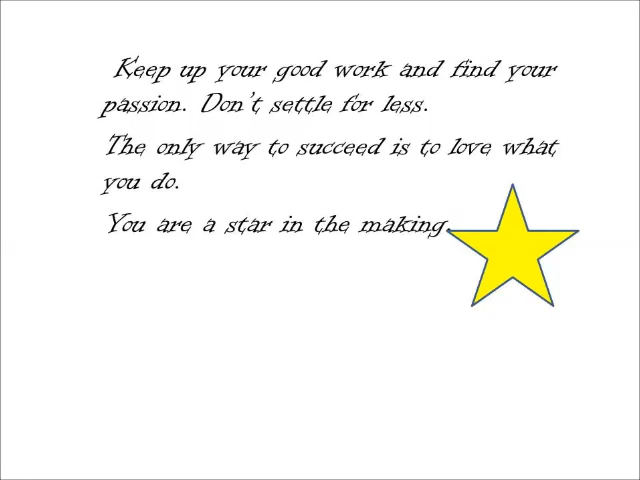 Keep up your good work and find your
passion. Don't settle for less.
The only way to succeed is to love what
you do.
You are a star in the making.